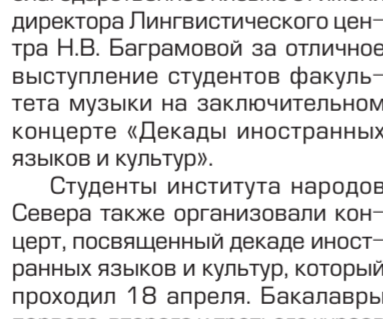 директора Лингвистического цен-
тра Н.В. Баграмовой за отличное
выступление студентов факуль-
тета музыки на заключительном
концерте «Декады иностранных
языков и культур».
Студенты института народов
Севера также организовали кон-
церт, посвященный декаде иност-
ранных языков и культур, который
проходил 18 апреля. Бакалавры